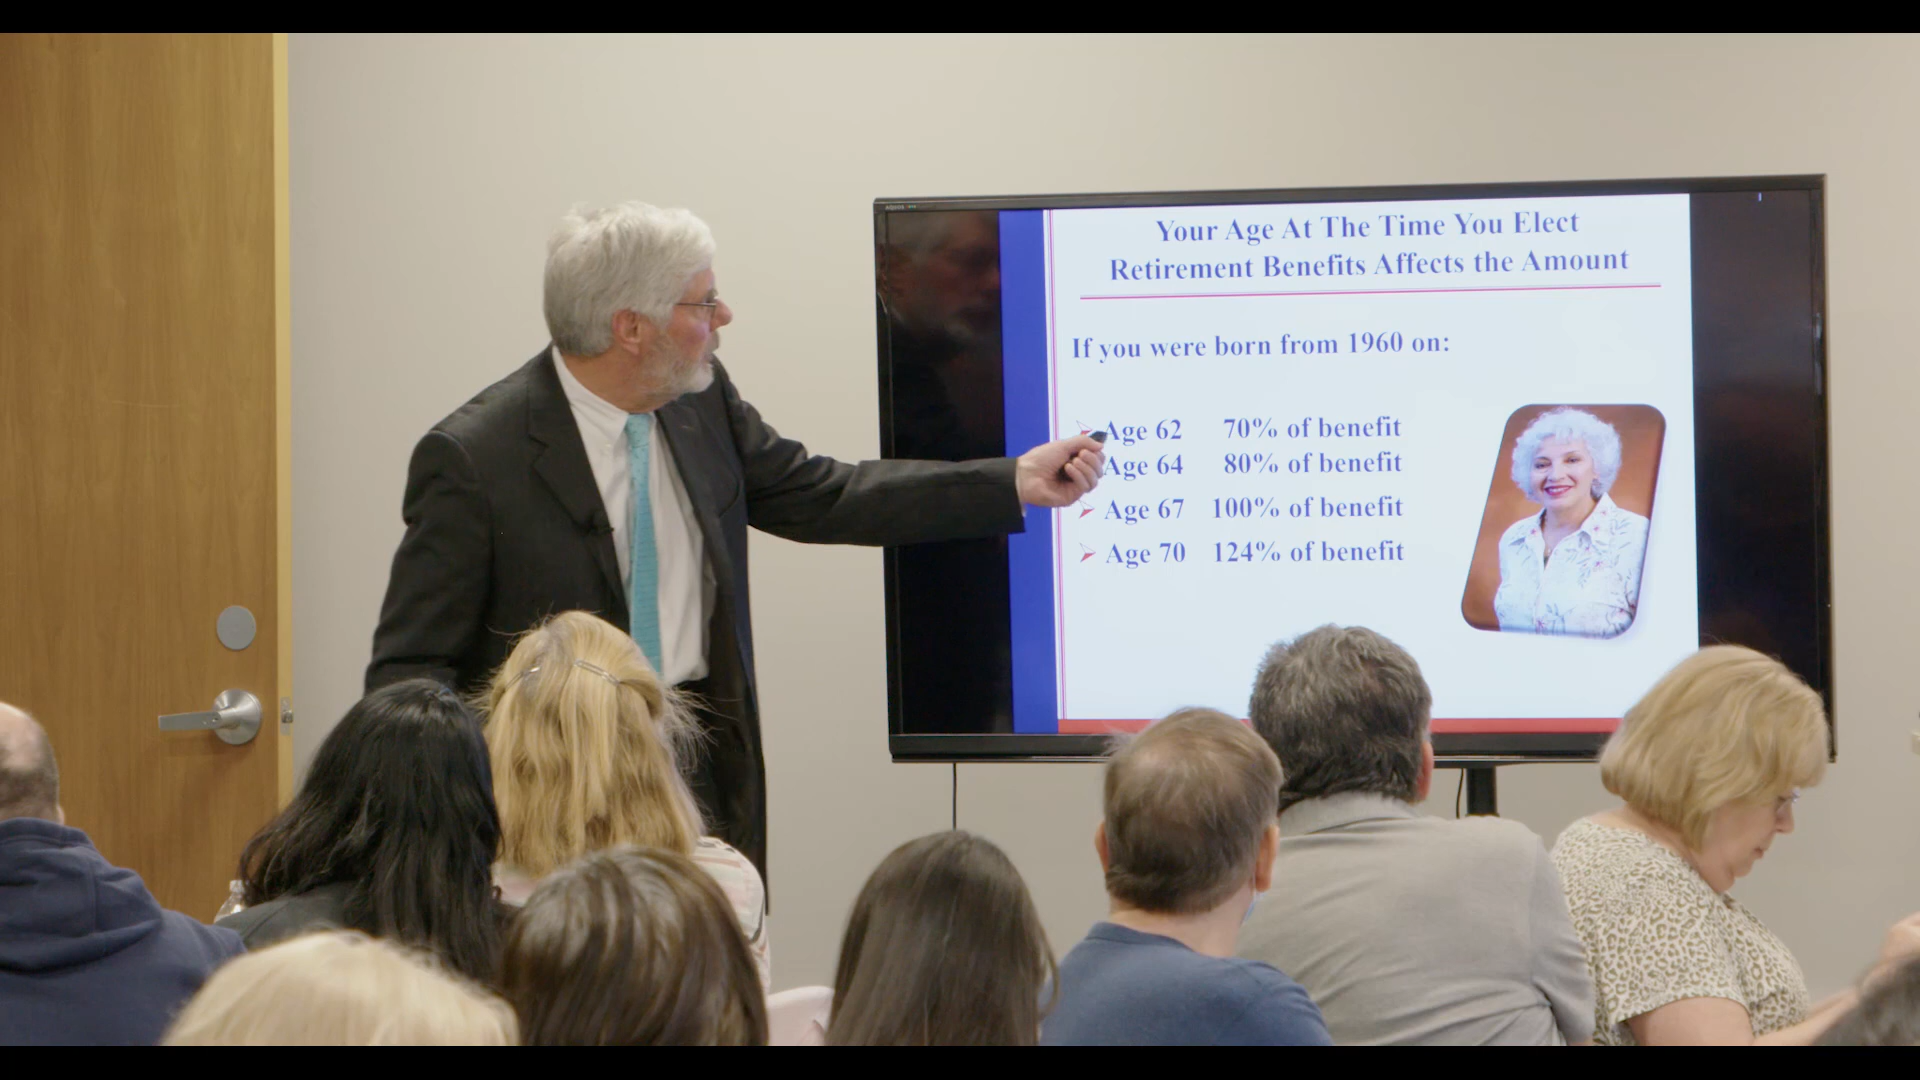 Your Age At The Time You Elect
Retirement Benefits Affects the Amount
If you were born from 1960 on:
Age 62 70% of benefit
Age 64 80% of benefit
Age 67 100% of benefit
Age 70 124% of benefit